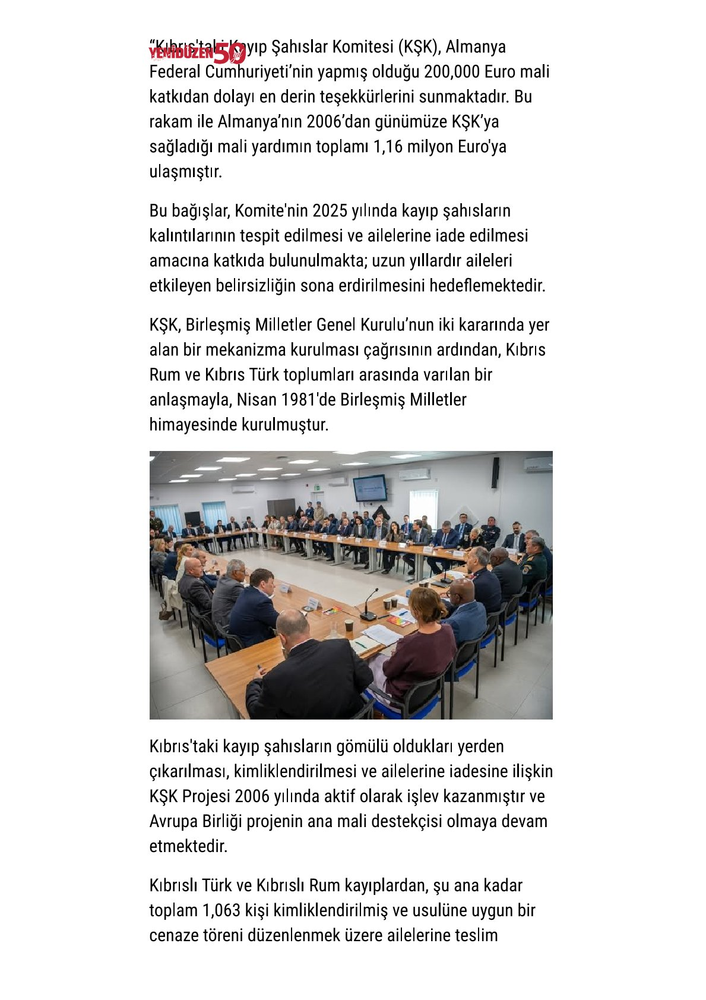 “Kıbrıs'taki Kayıp Şahıslar Komitesi (KŞK), Almanya
YENİDÜZEN 50 yıl
Federal Cumhuriyeti’nin yapmış olduğu 200,000 Euro mali
katkıdan dolayı en derin teşekkürlerini sunmaktadır. Bu
rakam ile Almanya’nın 2006’dan günümüze KŞK’ya
sağladığı mali yardımın toplamı 1,16 milyon Euro'ya
ulaşmıştır.
Bu bağışlar, Komite'nin 2025 yılında kayıp şahısların
kalıntılarının tespit edilmesi ve ailelerine iade edilmesi
amacına katkıda bulunulmakta; uzun yıllardır aileleri
etkileyen belirsizliğin sona erdirilmesini hedeflemektedir.
KŞK, Birleşmiş Milletler Genel Kurulu’nun iki kararında yer
alan bir mekanizma kurulması çağrısının ardından, Kıbrıs
Rum ve Kıbrıs Türk toplumları arasında varılan bir
anlaşmayla, Nisan 1981'de Birleşmiş Milletler
himayesinde kurulmuştur.
Kıbrıs'taki kayıp şahısların gömülü oldukları yerden
çıkarılması, kimliklendirilmesi ve ailelerine iadesine ilişkin
KŞK Projesi 2006 yılında aktif olarak işlev kazanmıştır ve
Avrupa Birliği projenin ana mali destekçisi olmaya devam
etmektedir.
Kıbrıslı Türk ve Kıbrıslı Rum kayıplardan, şu ana kadar
toplam 1,063 kişi kimliklendirilmiş ve usulüne uygun bir
cenaze töreni düzenlenmek üzere ailelerine teslim